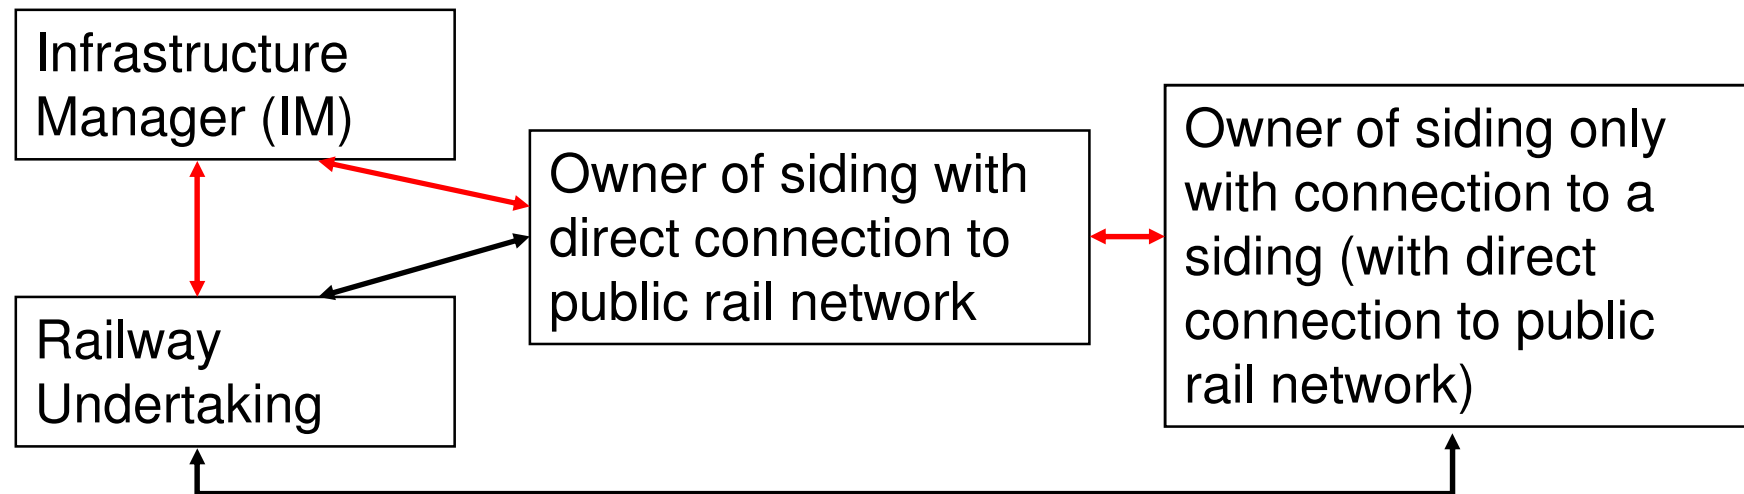 Infrastructure
Manager (IM)
Railway
Undertaking
Owner of siding with
direct connection to
public rail network
Owner of siding only
with connection to a
siding (with direct
connection to public
rail network)